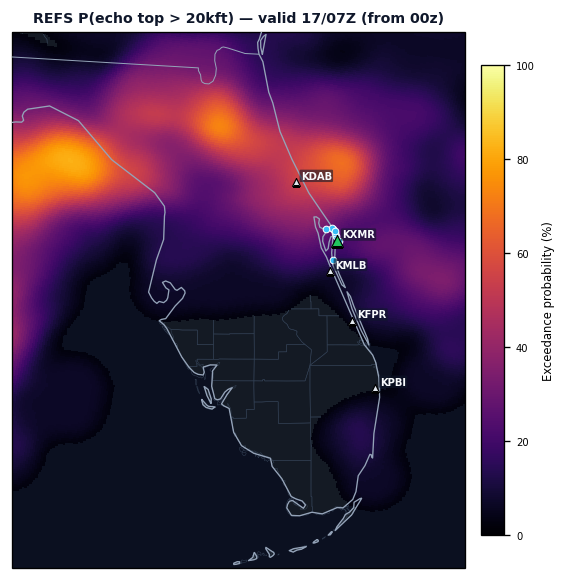 REFS P(echo top > 20kft) — valid 17/07Z (from 00z)
KDAB
KXMR
KMLB
KFPR
KPBI
100
80
60
40
20
0
Exceedance probability (%)